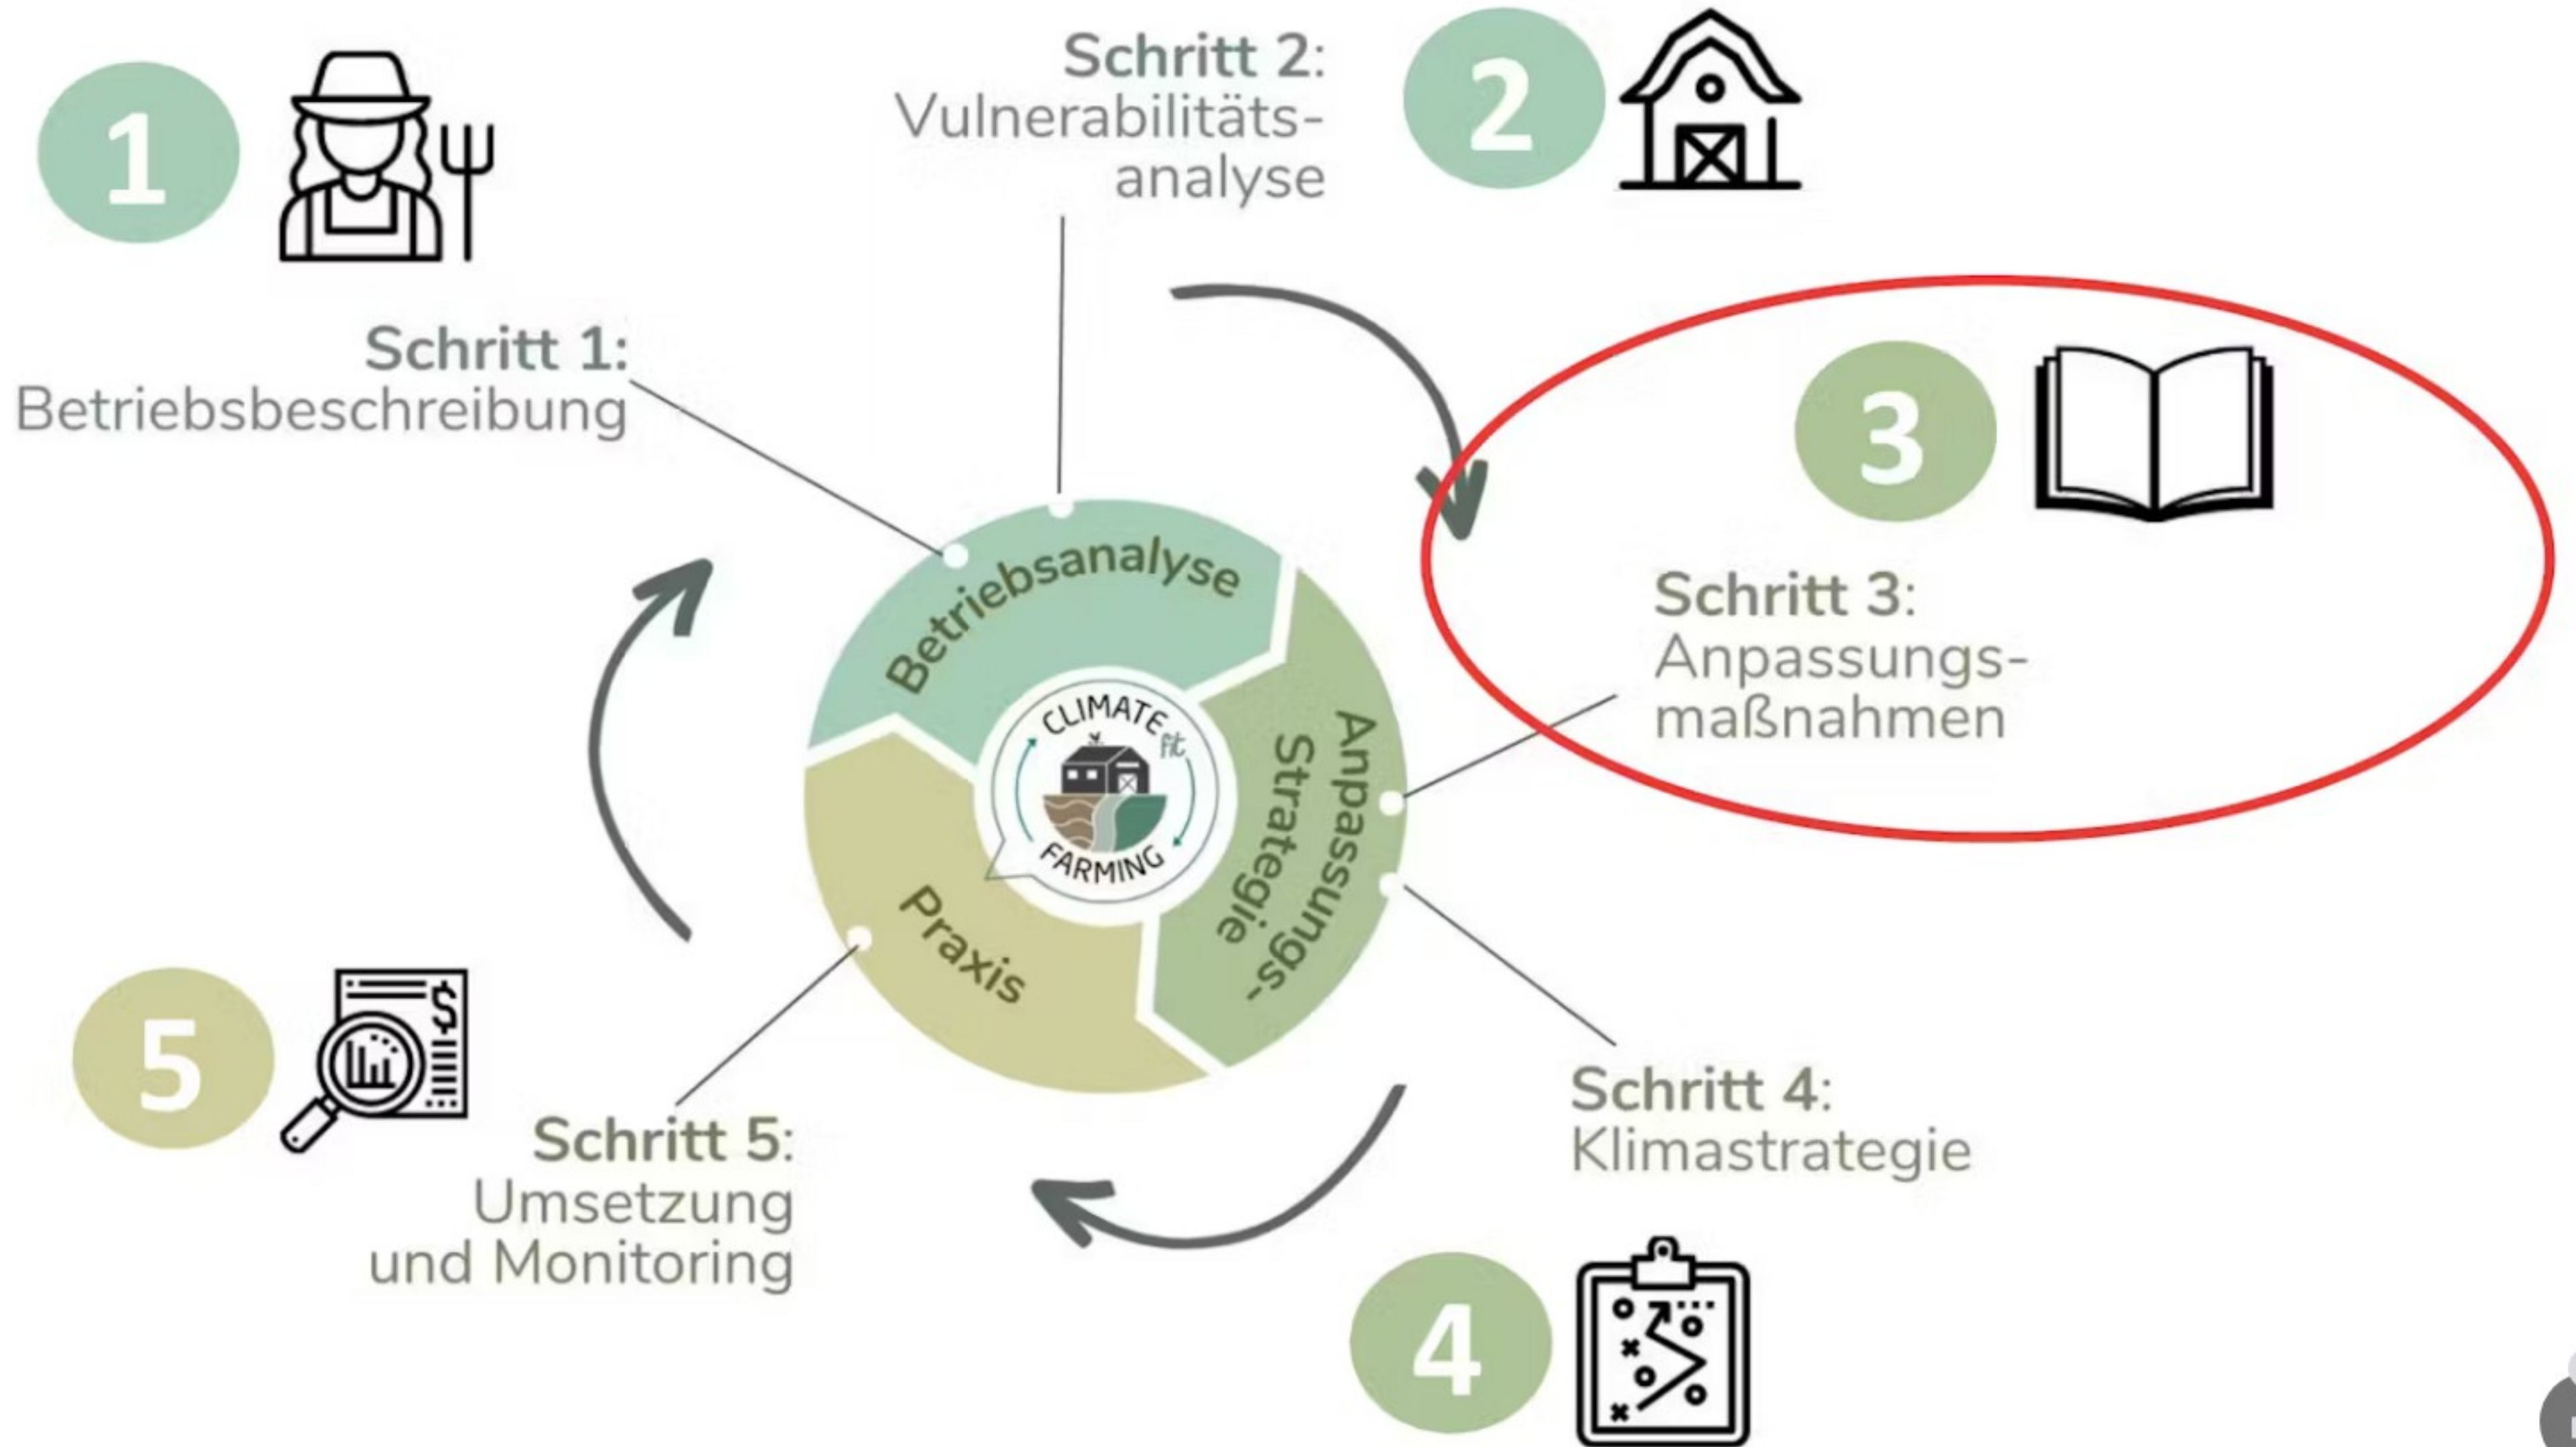 1
Schritt 1:
Betriebsbeschreibung
Schritt 2:
Vulnerabilitäts-
analyse
2
3
Schritt 3:
Anpassungs-
maßnahmen
Betriebsanalyse
Anpassungs-
Strategie
Praxis
CLIMATE
fit
FARMING
Schritt 4:
Klimastrategie
4
5
$
Schritt 5:
Umsetzung
und Monitoring